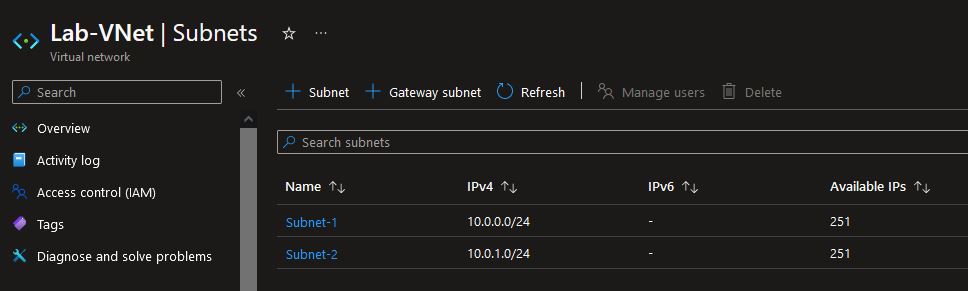 Lab-VNet | Subnets ☆ ...
Virtual network
Search «
+ Subnet + Gateway subnet Refresh | Manage users Delete
Overview
Activity log
Access control (IAM)
Tags
Diagnose and solve problems
Search subnets
Name ↑↓ IPv4 ↑↓ IPv6 ↑↓ Available IPs ↑↓
Subnet-1 10.0.0.0/24 - 251
Subnet-2 10.0.1.0/24 - 251